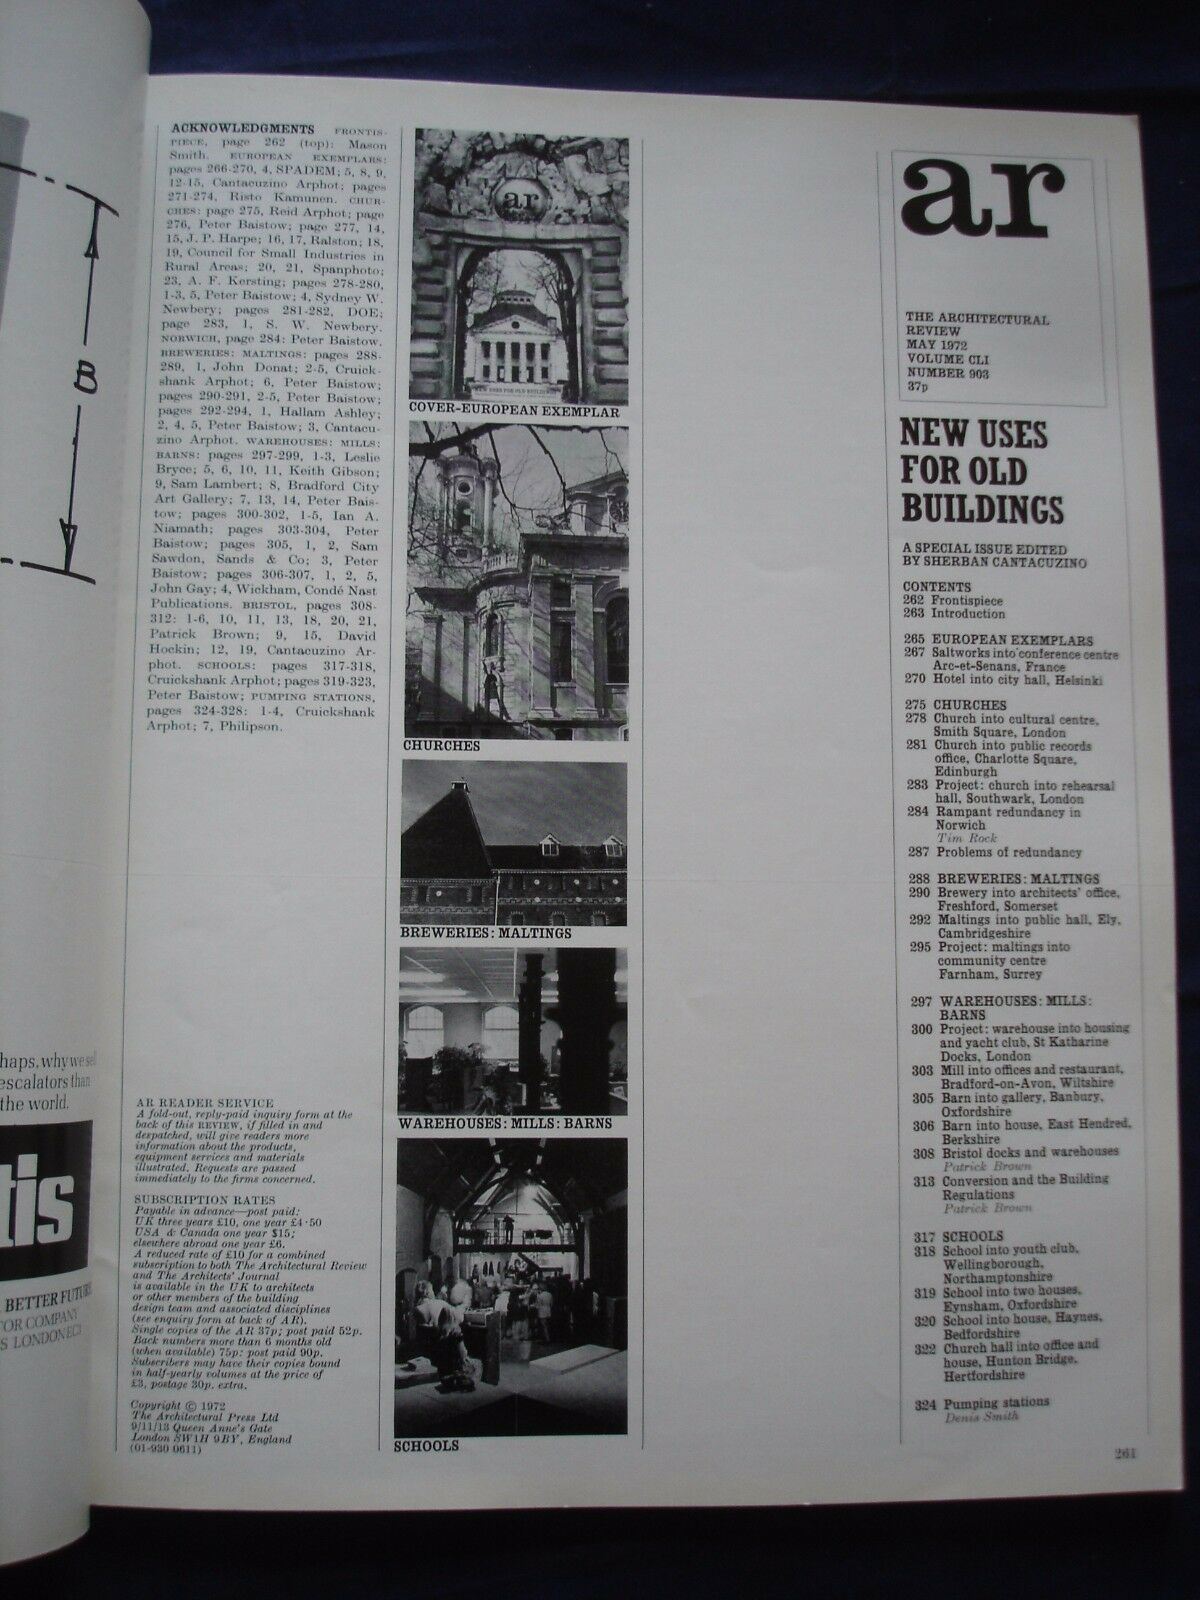 B
haps, why we sell
escalators than
the world.
tis
BETTER FUTURE
TOR COMPANY
S LONDON EC1
ACKNOWLEDGMENTS FRONTIS-
PIECE, page 262 (top): Mason
Smith. EUROPEAN EXEMPLARS:
pages 266-270, 4, SPADEM; 5, 8, 9,
12-15, Cantacuzino Arphot; pages
271-274, Risto Kamunen. CHUR-
CHES: page 275, Reid Arphot; page
276, Peter Baistow; page 277, 14,
15, J. P. Harpe; 16, 17, Ralston; 18,
19, Council for Small Industries in
Rural Areas; 20, 21, Spanphoto;
23, A. F. Kersting; pages 278-280,
1-3, 5, Peter Baistow; 4, Sydney W.
Newbery; pages 281-282, DOE;
page 283, 1, S. W. Newbery.
NORWICH, page 284: Peter Baistow.
BREWERIES: MALTINGS: pages 288-
289, 1, John Donat; 2-5, Cruick-
shank Arphot; 6, Peter Baistow;
pages 290-291, 2-5, Peter Baistow;
pages 292-294, 1, Hallam Ashley;
2, 4, 5, Peter Baistow; 3, Cantacu-
zino Arphot. WAREHOUSES: MILLS:
BARNS: pages 297-299, 1-3, Leslie
Bryce; 5, 6, 10, 11, Keith Gibson;
9, Sam Lambert; 8, Bradford City
Art Gallery; 7, 13, 14, Peter Bais-
tow; pages 300-302, 1-5, Ian A.
Niamath; pages 303-304, Peter
Baistow; pages 305, 1, 2, Sam
Sawdon, Sands & Co; 3, Peter
Baistow; pages 306-307, 1, 2, 5,
John Gay; 4, Wickham, Condé Nast
Publications. BRISTOL, pages 308-
312: 1-6, 10, 11, 13, 18, 20, 21,
Patrick Brown; 9, 15, David
Hockin; 12, 19, Cantacuzino Ar-
phot. SCHOOLS: pages 317-318,
Cruickshank Arphot; pages 319-323,
Peter Baistow; PUMPING STATIONS,
pages 324-328: 1-4, Cruickshank
Arphot; 7, Philipson.
AR READER SERVICE
A fold-out, reply-paid inquiry form at the
back of this REVIEW, if filled in and
despatched, will give readers more
information about the products,
equipment services and materials
illustrated. Requests are passed
immediately to the firms concerned.
SUBSCRIPTION RATES
Payable in advance—post paid:
UK three years £10, one year £4·50
USA & Canada one year $15;
elsewhere abroad one year £6.
A reduced rate of £10 for a combined
subscription to both The Architectural Review
and The Architects' Journal
is available in the UK to architects
or other members of the building
design team and associated disciplines
(see enquiry form at back of AR).
Single copies of the AR 37p; post paid 52p.
Back numbers more than 6 months old
(when available) 75p: post paid 90p.
Subscribers may have their copies bound
in half-yearly volumes at the price of
£3, postage 30p. extra.
Copyright © 1972
The Architectural Press Ltd
9/11/13 Queen Anne's Gate
London SW1H 9BY, England
(01-930 0611)
ar
NEW USES FOR OLD BUILDINGS
COVER-EUROPEAN EXEMPLAR
CHURCHES
BREWERIES: MALTINGS
WAREHOUSES: MILLS: BARNS
SCHOOLS
ar
THE ARCHITECTURAL
REVIEW
MAY 1972
VOLUME CLI
NUMBER 903
37p
NEW USES
FOR OLD
BUILDINGS
A SPECIAL ISSUE EDITED
BY SHERBAN CANTACUZINO
CONTENTS
262 Frontispiece
263 Introduction
265 EUROPEAN EXEMPLARS
267 Saltworks into conference centre
Arc-et-Senans, France
270 Hotel into city hall, Helsinki
275 CHURCHES
278 Church into cultural centre,
Smith Square, London
281 Church into public records
office, Charlotte Square,
Edinburgh
283 Project: church into rehearsal
hall, Southwark, London
284 Rampant redundancy in
Norwich
Tim Rock
287 Problems of redundancy
288 BREWERIES: MALTINGS
290 Brewery into architects' office,
Freshford, Somerset
292 Maltings into public hall, Ely,
Cambridgeshire
295 Project: maltings into
community centre
Farnham, Surrey
297 WAREHOUSES: MILLS:
BARNS
300 Project: warehouse into housing
and yacht club, St Katharine
Docks, London
303 Mill into offices and restaurant,
Bradford-on-Avon, Wiltshire
305 Barn into gallery, Banbury,
Oxfordshire
306 Barn into house, East Hendred,
Berkshire
308 Bristol docks and warehouses
Patrick Brown
313 Conversion and the Building
Regulations
Patrick Brown
317 SCHOOLS
318 School into youth club,
Wellingborough,
Northamptonshire
319 School into two houses,
Eynsham, Oxfordshire
320 School into house, Haynes,
Bedfordshire
322 Church hall into office and
house, Hunton Bridge,
Hertfordshire
324 Pumping stations
Denis Smith
261